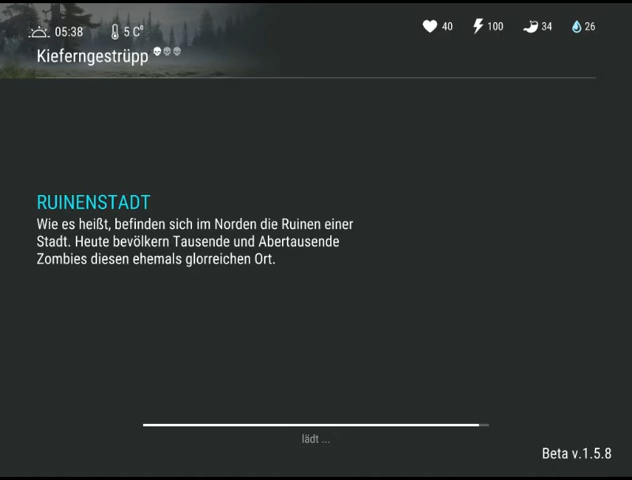 05:38 5 C° 40 100 34 26
Kieferngestrüpp
RUINENSTADT
Wie es heißt, befinden sich im Norden die Ruinen einer
Stadt. Heute bevölkern Tausende und Abertausende
Zombies diesen ehemals glorreichen Ort.
lädt ...
Beta v.1.5.8